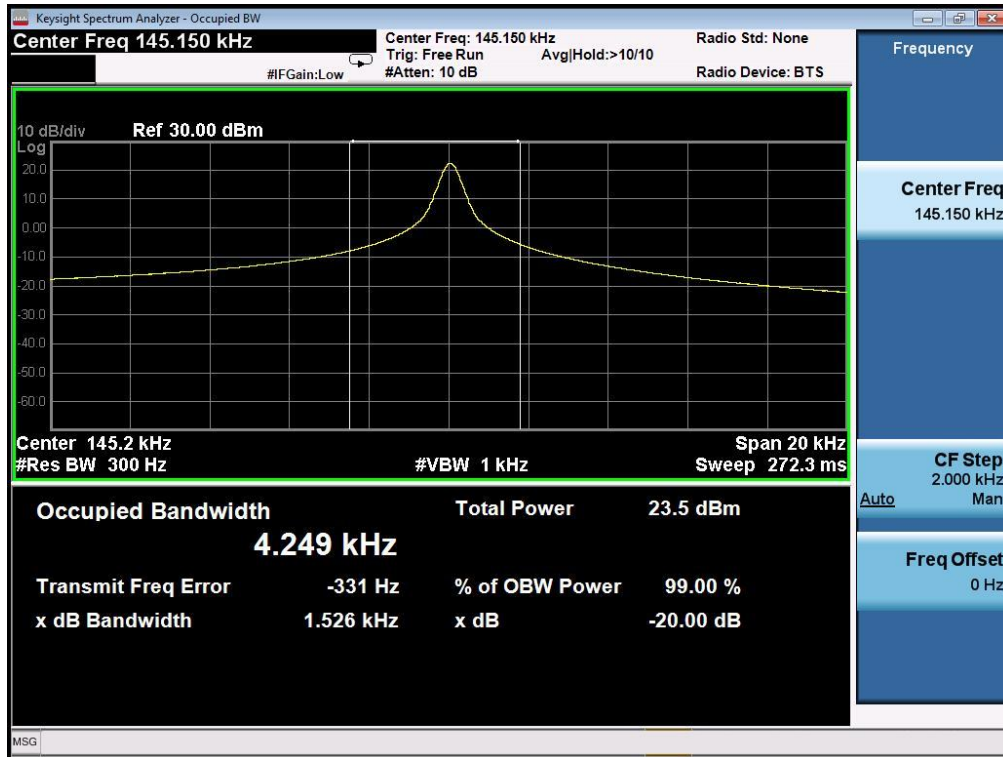 Keysight Spectrum Analyzer - Occupied BW
Center Freq 145.150 kHz
#IFGain:Low
Center Freq: 145.150 kHz
Trig: Free Run Avg|Hold:>10/10
#Atten: 10 dB
Radio Std: None
Radio Device: BTS
10 dB/div Ref 30.00 dBm
Log
20.0
10.0
0.00
-10.0
-20.0
-30.0
-40.0
-50.0
-60.0
Center 145.2 kHz Span 20 kHz
#Res BW 300 Hz #VBW 1 kHz Sweep 272.3 ms
Occupied Bandwidth Total Power 23.5 dBm
4.249 kHz
Transmit Freq Error -331 Hz % of OBW Power 99.00 %
x dB Bandwidth 1.526 kHz x dB -20.00 dB
MSG
Frequency
Center Freq
145.150 kHz
CF Step
2.000 kHz
Auto Man
Freq Offset
0 Hz